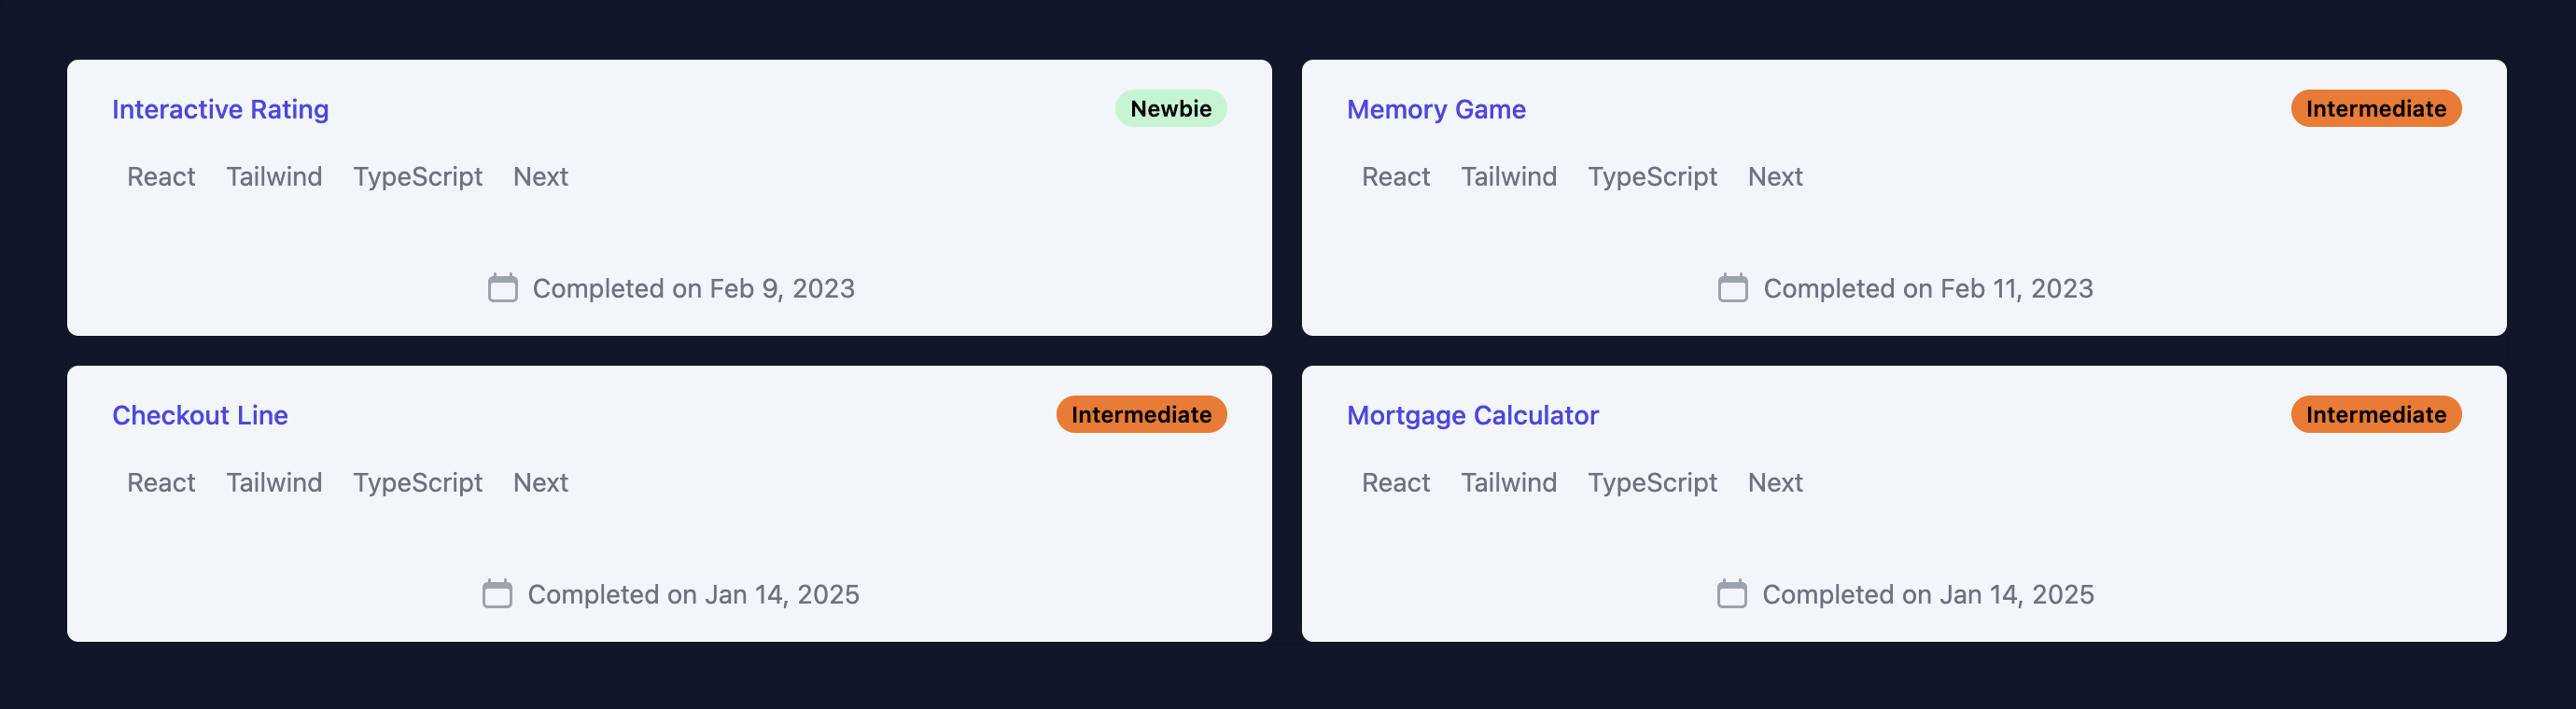 Interactive Rating
Newbie
React Tailwind TypeScript Next
Completed on Feb 9, 2023
Memory Game
Intermediate
React Tailwind TypeScript Next
Completed on Feb 11, 2023
Checkout Line
Intermediate
React Tailwind TypeScript Next
Completed on Jan 14, 2025
Mortgage Calculator
Intermediate
React Tailwind TypeScript Next
Completed on Jan 14, 2025